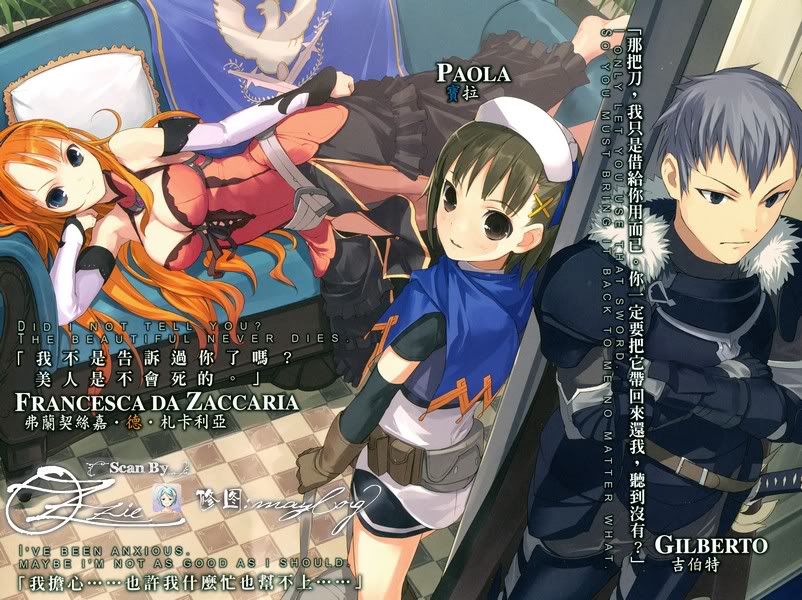 PAOLA
寶拉
「那把刀，我只是借給你用而已。你一定要把它帶回來還我，聽到沒有？」
I ONLY LET YOU USE THAT SWORD.
SO YOU MUST BRING IT BACK TO ME NO MATTER WHAT.
DID I NOT TELL YOU?
THE BEAUTIFUL NEVER DIES.
「我不是告訴過你了嗎？
美人是不會死的。」
FRANCESCA DA ZACCARIA
弗蘭契絲嘉·德·札卡利亞
Scan By
修图:
GILBERTO
吉伯特
I'VE BEEN ANXIOUS.
MAYBE I'M NOT AS GOOD AS I SHOULD.
「我擔心……也許我什麼忙也幫不上……」